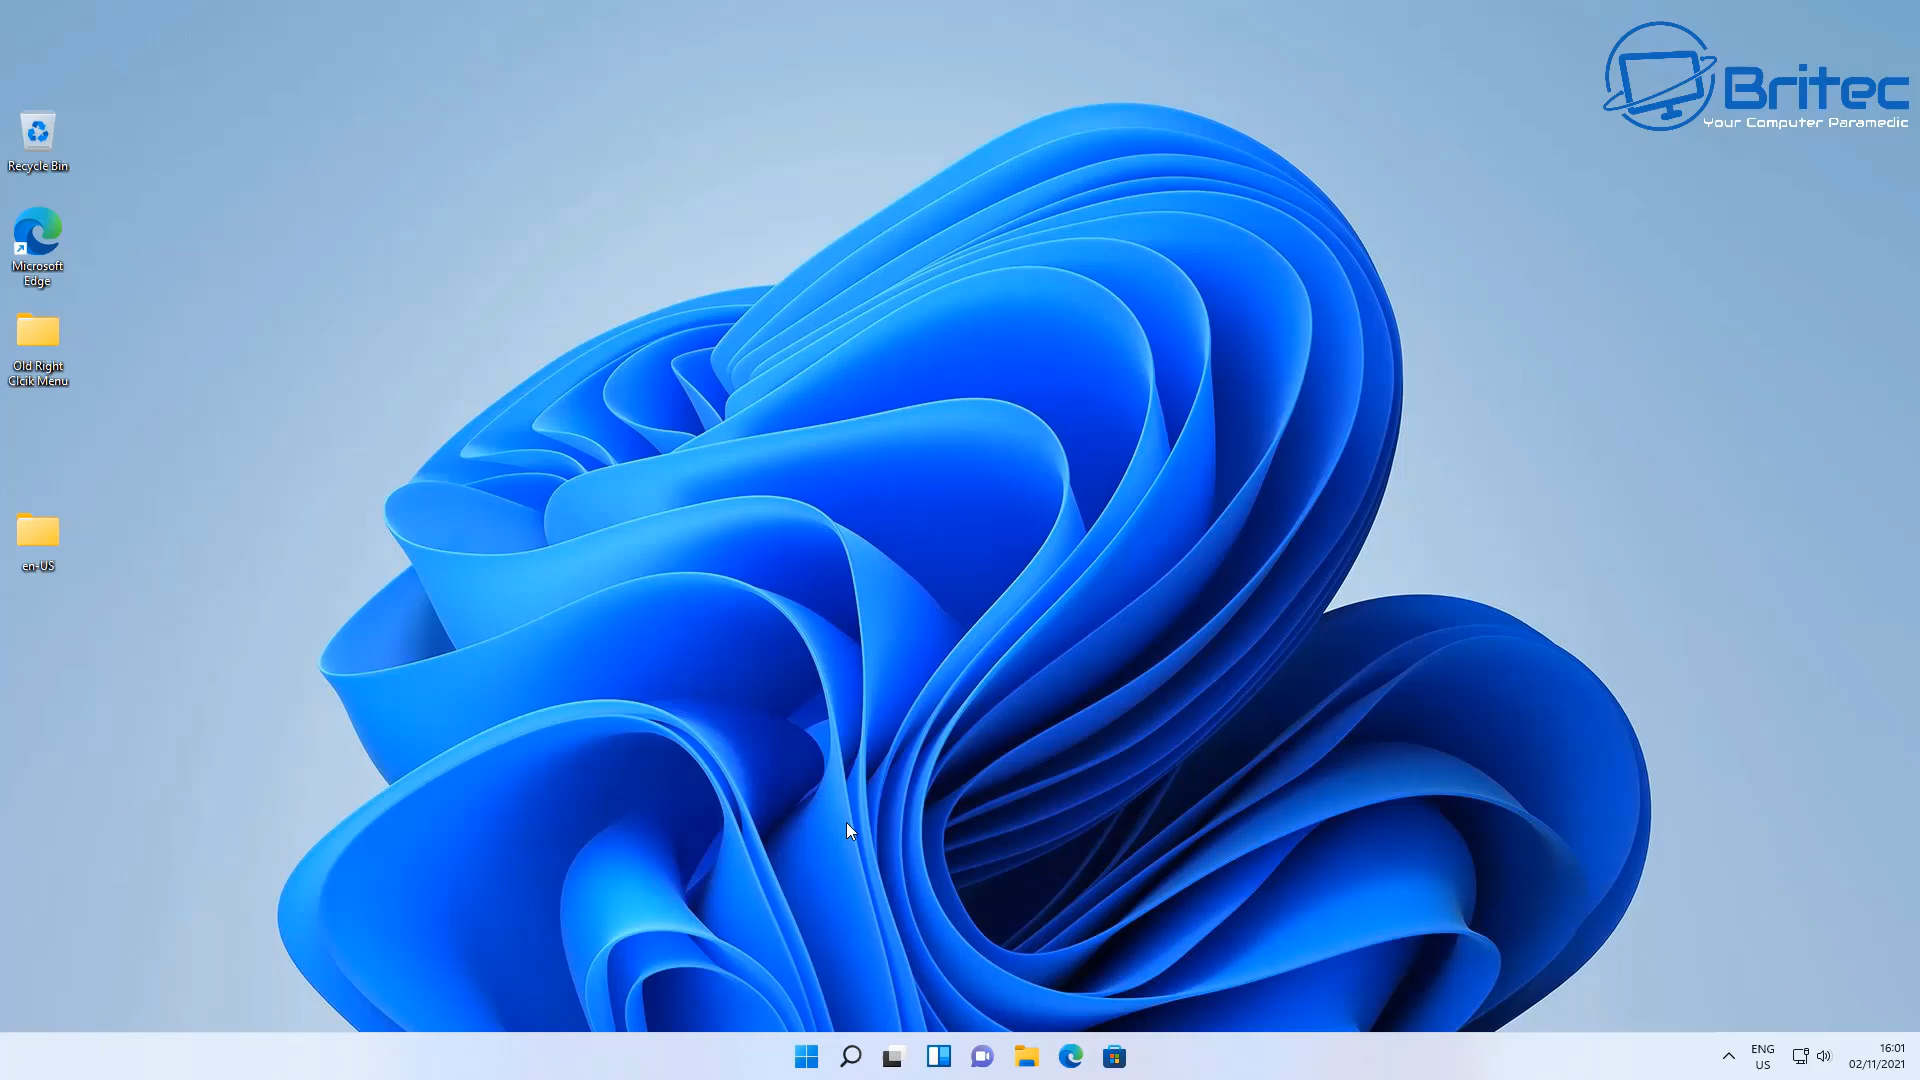 Britec
Your Computer Paramedic
Recycle Bin
Microsoft
Edge
Old Right
Clcik Menu
en-US
ENG
US
16:01
02/11/2021